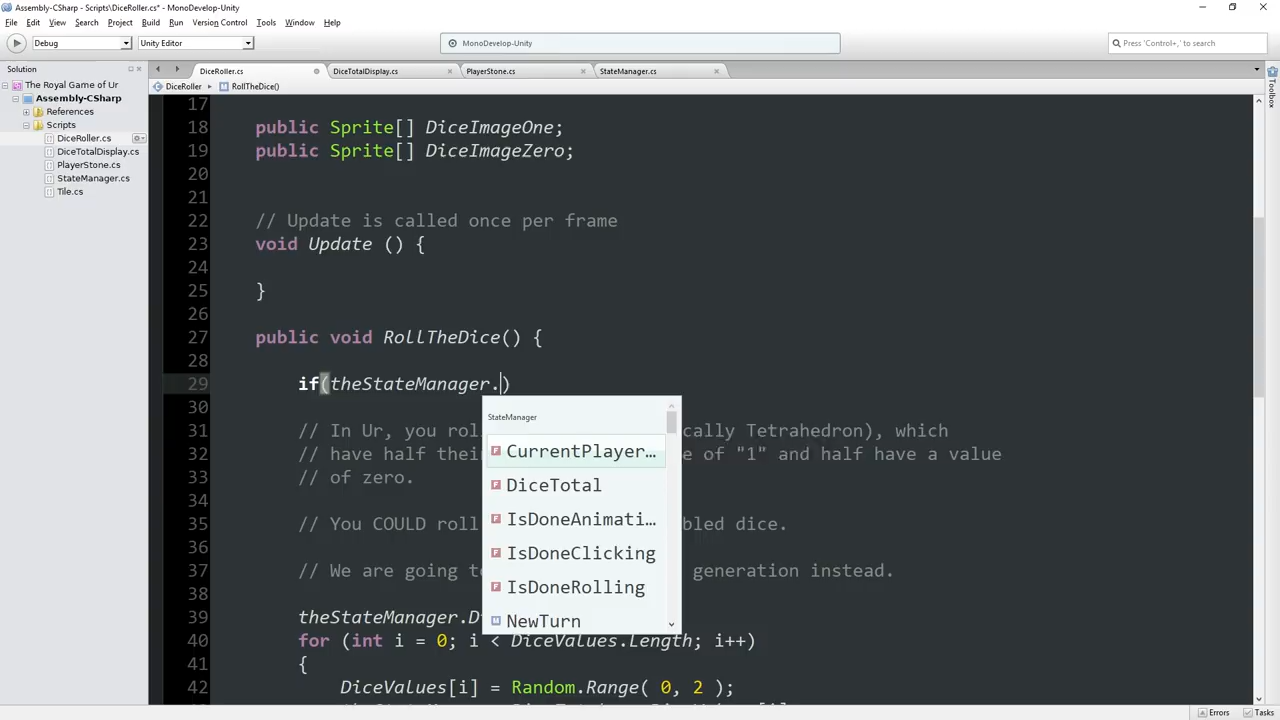 Assembly-CSharp - Scripts\DiceRoller.cs* - MonoDevelop-Unity
File Edit View Search Project Build Run Version Control Tools Window Help
Debug Unity Editor MonoDevelop-Unity Press 'Control+,' to search
Solution
The Royal Game of Ur
Assembly-CSharp
References
Scripts
DiceRoller.cs
DiceTotalDisplay.cs
PlayerStone.cs
StateManager.cs
Tile.cs
DiceRoller.cs DiceTotalDisplay.cs PlayerStone.cs StateManager.cs
DiceRoller RollTheDice()
17
18 public Sprite[] DiceImageOne;
19 public Sprite[] DiceImageZero;
20
21
22 // Update is called once per frame
23 void Update () {
24
25 }
26
27 public void RollTheDice() {
28
29 if(theStateManager.)
30
31 // In Ur, you rol cally Tetrahedron), which
32 // have half thei e of "1" and half have a value
33 // of zero.
34
35 // You COULD roll bled dice.
36
37 // We are going to generation instead.
38
39 theStateManager.D
40 for (int i = 0; i < DiceValues.Length; i++)
41 {
42 DiceValues[i] = Random.Range( 0, 2 );
StateManager
CurrentPlayer...
DiceTotal
IsDoneAnimati...
IsDoneClicking
IsDoneRolling
NewTurn
Toolbox
Errors Tasks